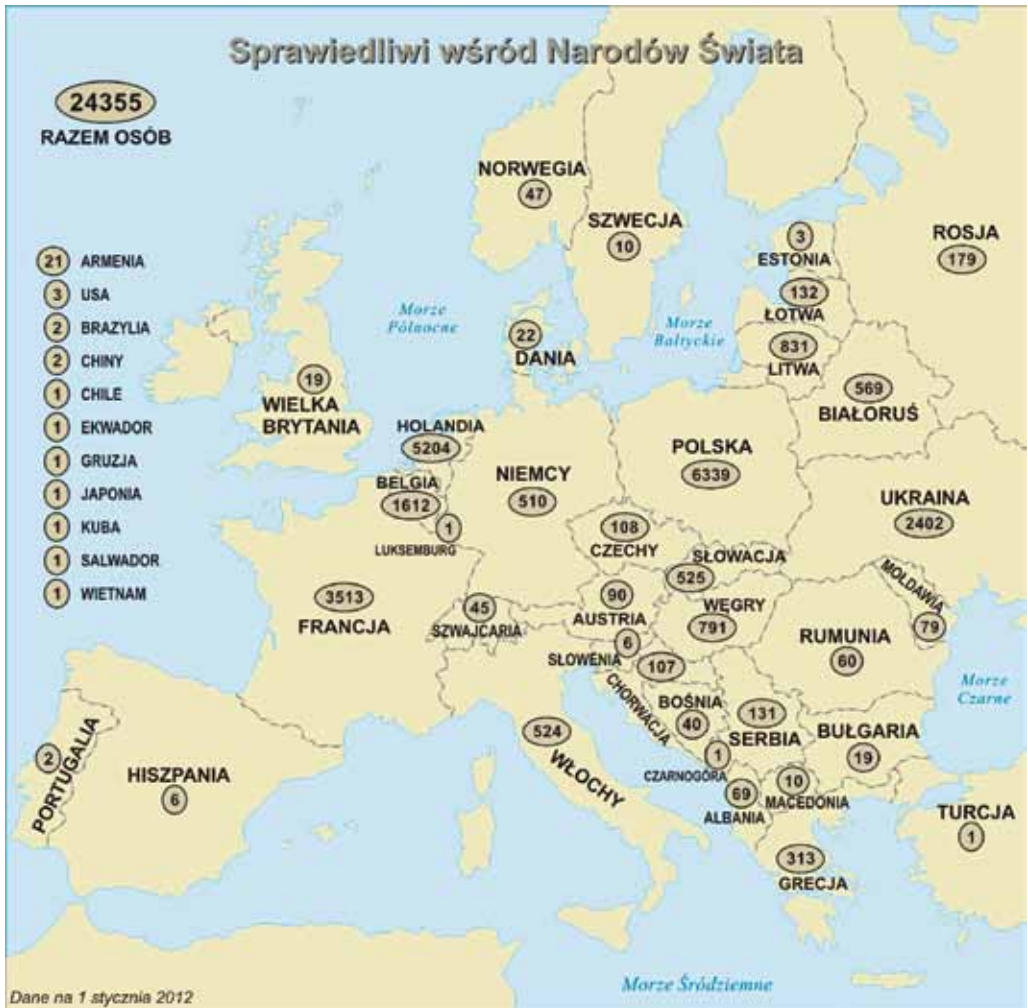 Sprawiedliwi wśród Narodów Świata
24355
RAZEM OSÓB
21 ARMENIA
3 USA
2 BRAZYLIA
2 CHINY
1 CHILE
1 EKWADOR
1 GRUZJA
1 JAPONIA
1 KUBA
1 SALWADOR
1 WIETNAM
NORWEGIA
47
SZWECJA
10
3
ESTONIA
ROSJA
179
132
ŁOTWA
831
LITWA
569
BIAŁORUŚ
Morze
Północne
Morze
Bałtyckie
22
DANIA
19
WIELKA
BRYTANIA
HOLANDIA
5204
BELGIA
1612
1
LUKSEMBURG
NIEMCY
510
POLSKA
6339
UKRAINA
2402
108
CZECHY
SŁOWACJA
525
90
AUSTRIA
WĘGRY
791
MOŁDAWIA
79
RUMUNIA
60
3513
FRANCJA
45
SZWAJCARIA
6
SŁOWENIA
107
CHORWACJA
BOŚNIA
40
131
SERBIA
BUŁGARIA
19
Morze
Czarne
1
CZARNOGÓRA
69
ALBANIA
10
MACEDONIA
524
WŁOCHY
2
PORTUGALIA
HISZPANIA
6
313
GRECJA
TURCJA
1
Morze Śródziemne
Dane na 1 stycznia 2012